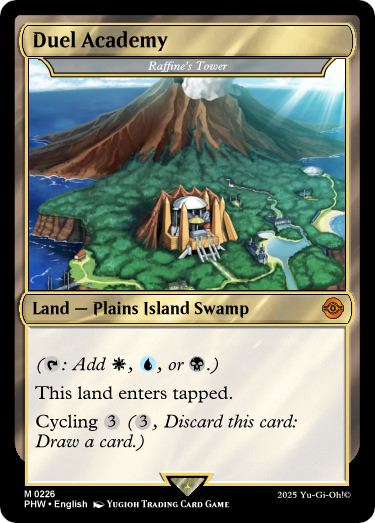 Duel Academy
Raffine's Tower
Land — Plains Island Swamp
(: Add , , or .)
This land enters tapped.
Cycling 3 (3, Discard this card:
Draw a card.)
M 0226
PHW • English YUGIOH TRADING CARD GAME
2025 Yu-Gi-Oh!©